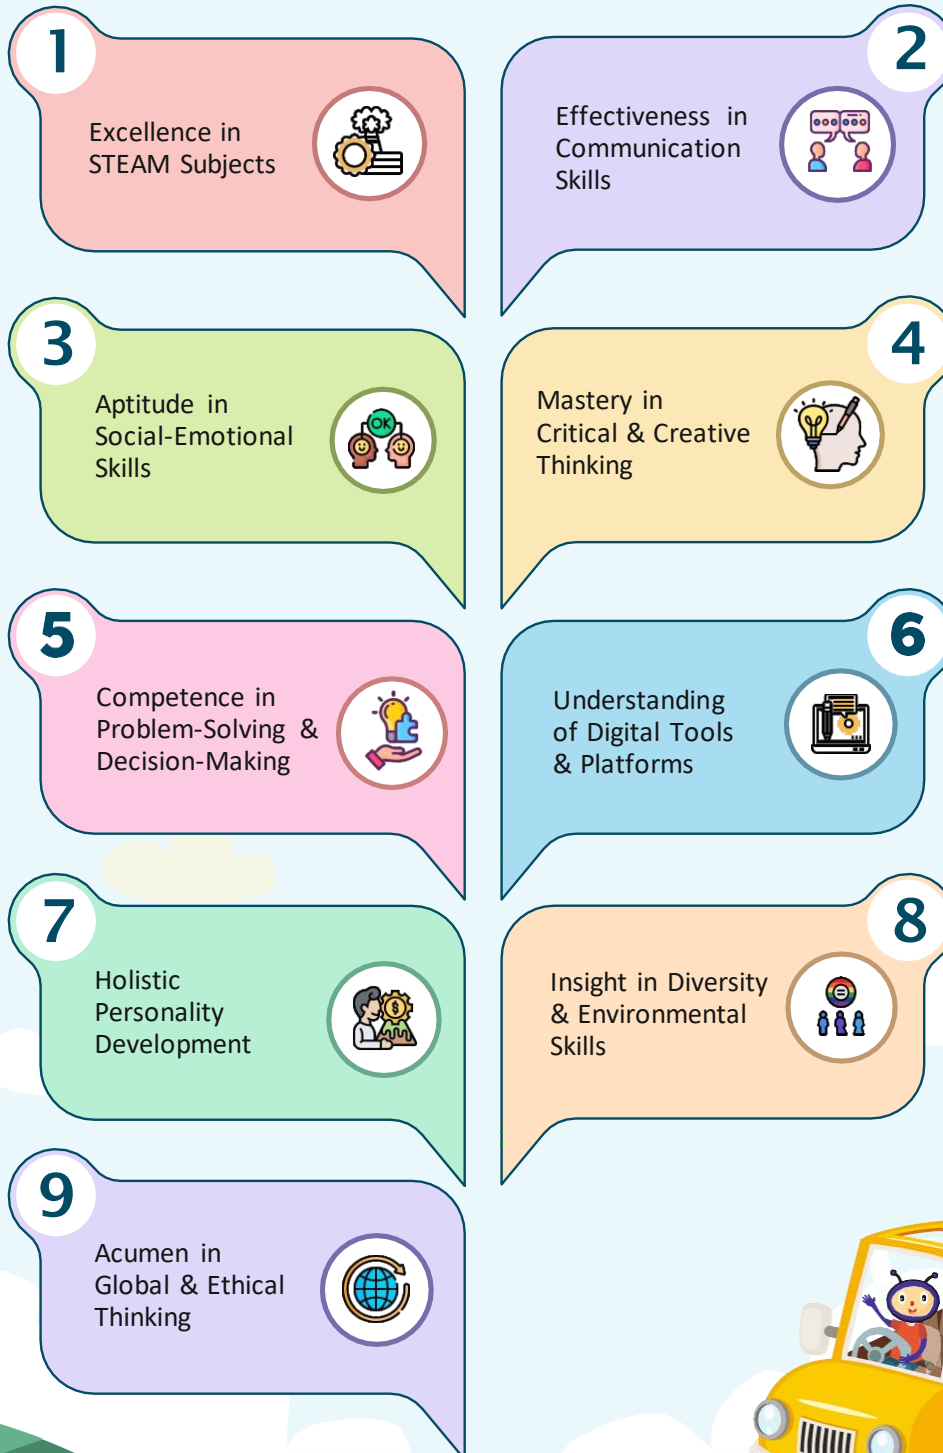 1
Excellence in
STEAM Subjects
2
Effectiveness in
Communication
Skills
3
Aptitude in
Social-Emotional
Skills
OK
4
Mastery in
Critical & Creative
Thinking
5
Competence in
Problem-Solving &
Decision-Making
6
Understanding
of Digital Tools
& Platforms
7
Holistic
Personality
Development
$
8
Insight in Diversity
& Environmental
Skills
9
Acumen in
Global & Ethical
Thinking